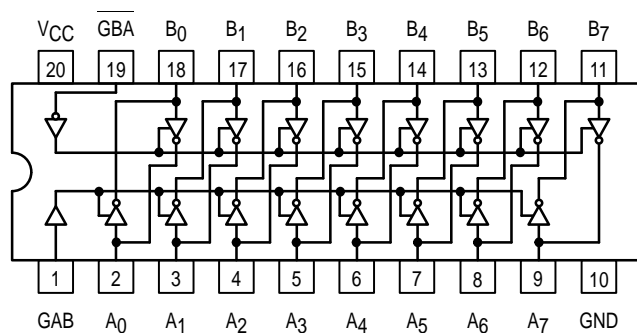 VCC GBA B0 B1 B2 B3 B4 B5 B6 B7
20 19 18 17 16 15 14 13 12 11
1 2 3 4 5 6 7 8 9 10
GAB A0 A1 A2 A3 A4 A5 A6 A7 GND